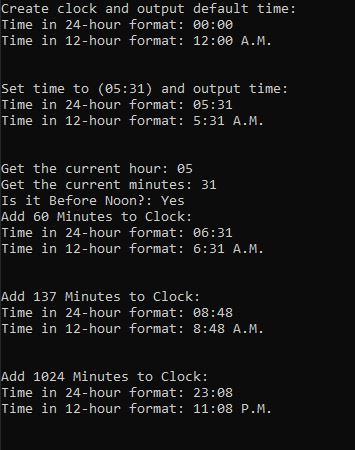 Create clock and output default time:
Time in 24-hour format: 00:00
Time in 12-hour format: 12:00 A.M.
Set time to (05:31) and output time:
Time in 24-hour format: 05:31
Time in 12-hour format: 5:31 A.M.
Get the current hour: 05
Get the current minutes: 31
Is it Before Noon?: Yes
Add 60 Minutes to Clock:
Time in 24-hour format: 06:31
Time in 12-hour format: 6:31 A.M.
Add 137 Minutes to Clock:
Time in 24-hour format: 08:48
Time in 12-hour format: 8:48 A.M.
Add 1024 Minutes to Clock:
Time in 24-hour format: 23:08
Time in 12-hour format: 11:08 P.M.